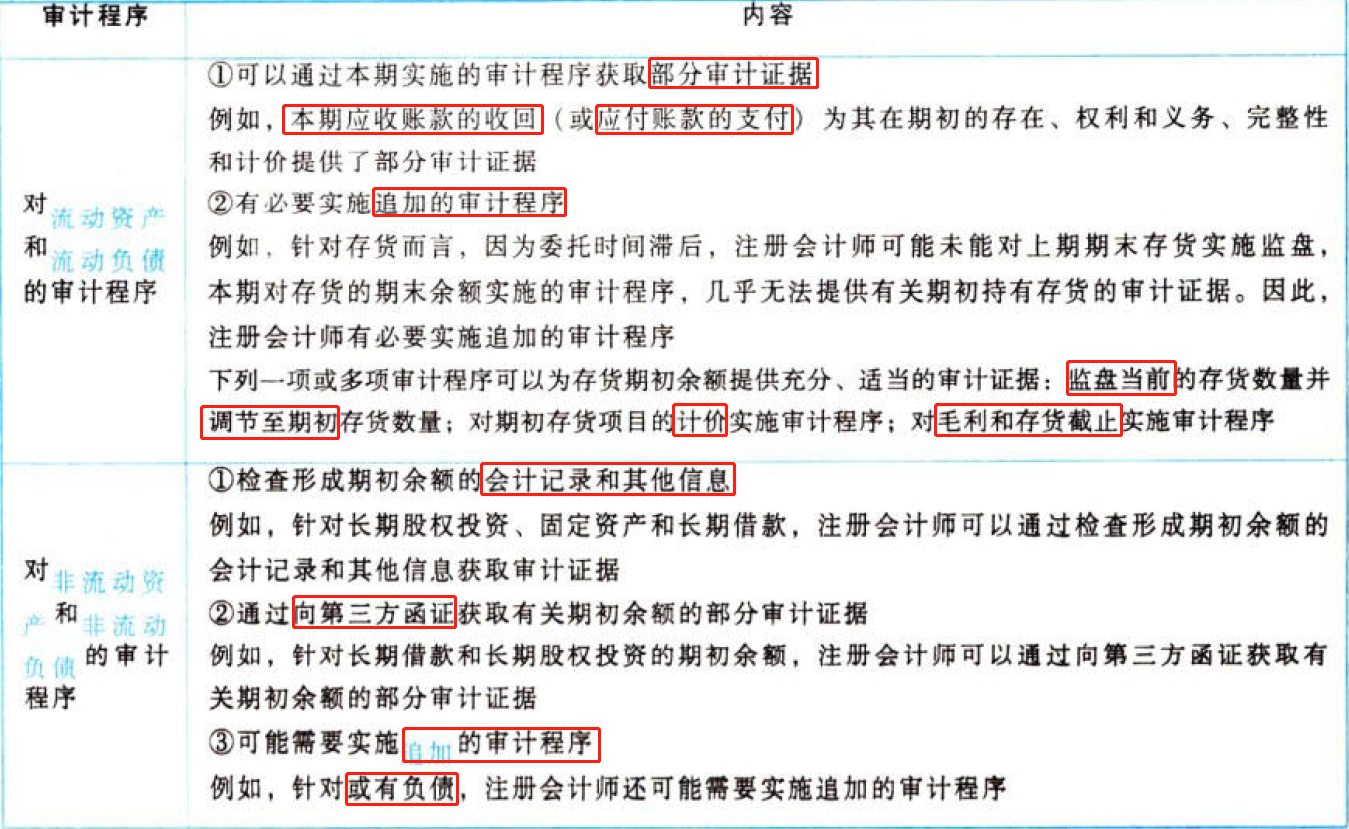 审计程序
内容
对流动资产
和流动负债
的审计程序
①可以通过本期实施的审计程序获取部分审计证据
例如，本期应收账款的收回（或应付账款的支付）为其在期初的存在、权利和义务、完整性
和计价提供了部分审计证据
②有必要实施追加的审计程序
例如，针对存货而言，因为委托时间滞后，注册会计师可能未能对上期期末存货实施监盘，
本期对存货的期末余额实施的审计程序，几乎无法提供有关期初持有存货的审计证据。因此，
注册会计师有必要实施追加的审计程序
下列一项或多项审计程序可以为存货期初余额提供充分、适当的审计证据：监盘当前的存货数量并
调节至期初存货数量；对期初存货项目的计价实施审计程序；对毛利和存货截止实施审计程序
对非流动资
产和非流动
负债的审计
程序
①检查形成期初余额的会计记录和其他信息
例如，针对长期股权投资、固定资产和长期借款，注册会计师可以通过检查形成期初余额的
会计记录和其他信息获取审计证据
②通过向第三方函证获取有关期初余额的部分审计证据
例如，针对长期借款和长期股权投资的期初余额，注册会计师可以通过向第三方函证获取有
关期初余额的部分审计证据
③可能需要实施追加的审计程序
例如，针对或有负债，注册会计师还可能需要实施追加的审计程序